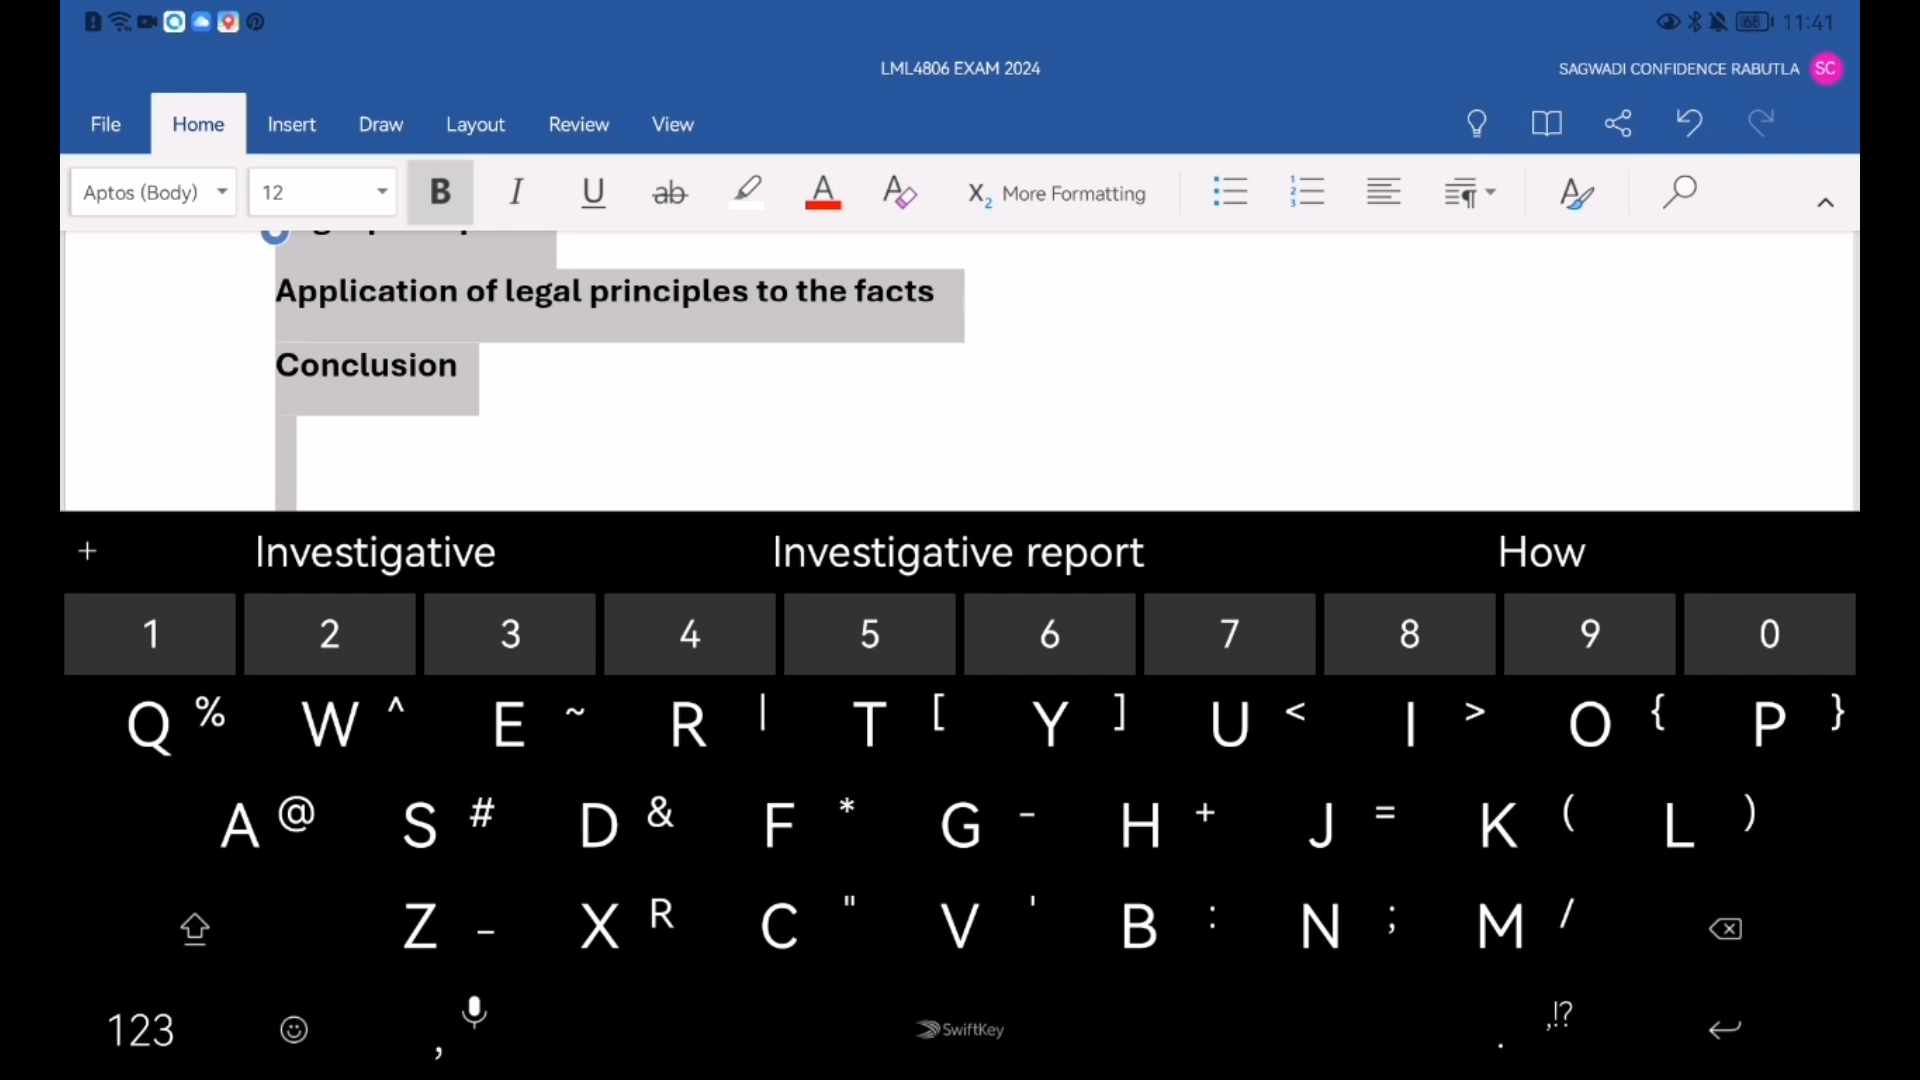 68 11:41
LML4806 EXAM 2024
SAGWADI CONFIDENCE RABUTLA SC
File Home Insert Draw Layout Review View
Aptos (Body) 12 B I U ab A A X2 More Formatting
Application of legal principles to the facts
Conclusion
+ Investigative Investigative report How
1 2 3 4 5 6 7 8 9 0
Q % W ^ E ~ R | T [ Y ] U < I > O { P }
A @ S # D & F * G - H + J = K ( L )
Z _ X R C " V ' B : N ; M /
123 , SwiftKey . ,!?